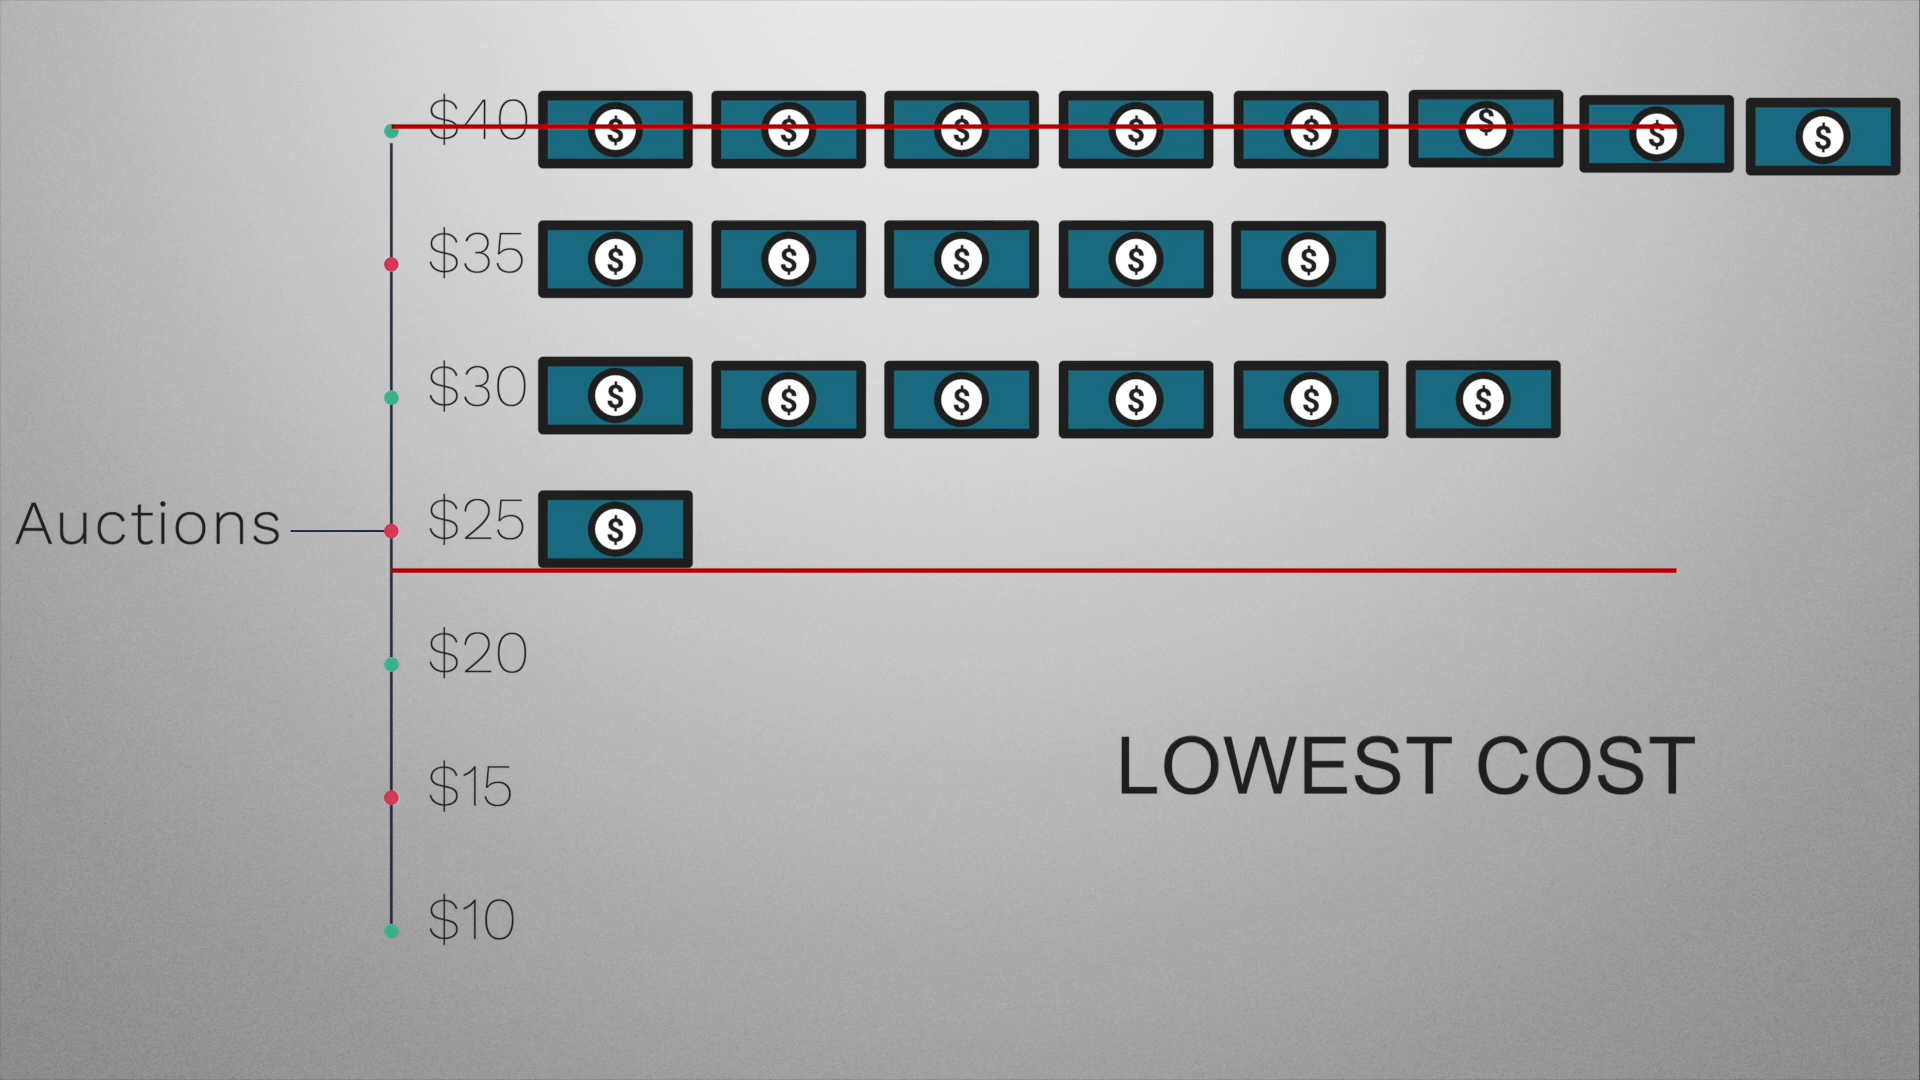 $40 $ $ $ $ $ $ $ $
$35 $ $ $ $ $
$30 $ $ $ $ $ $
Auctions $25 $
$20
LOWEST COST
$15
$10